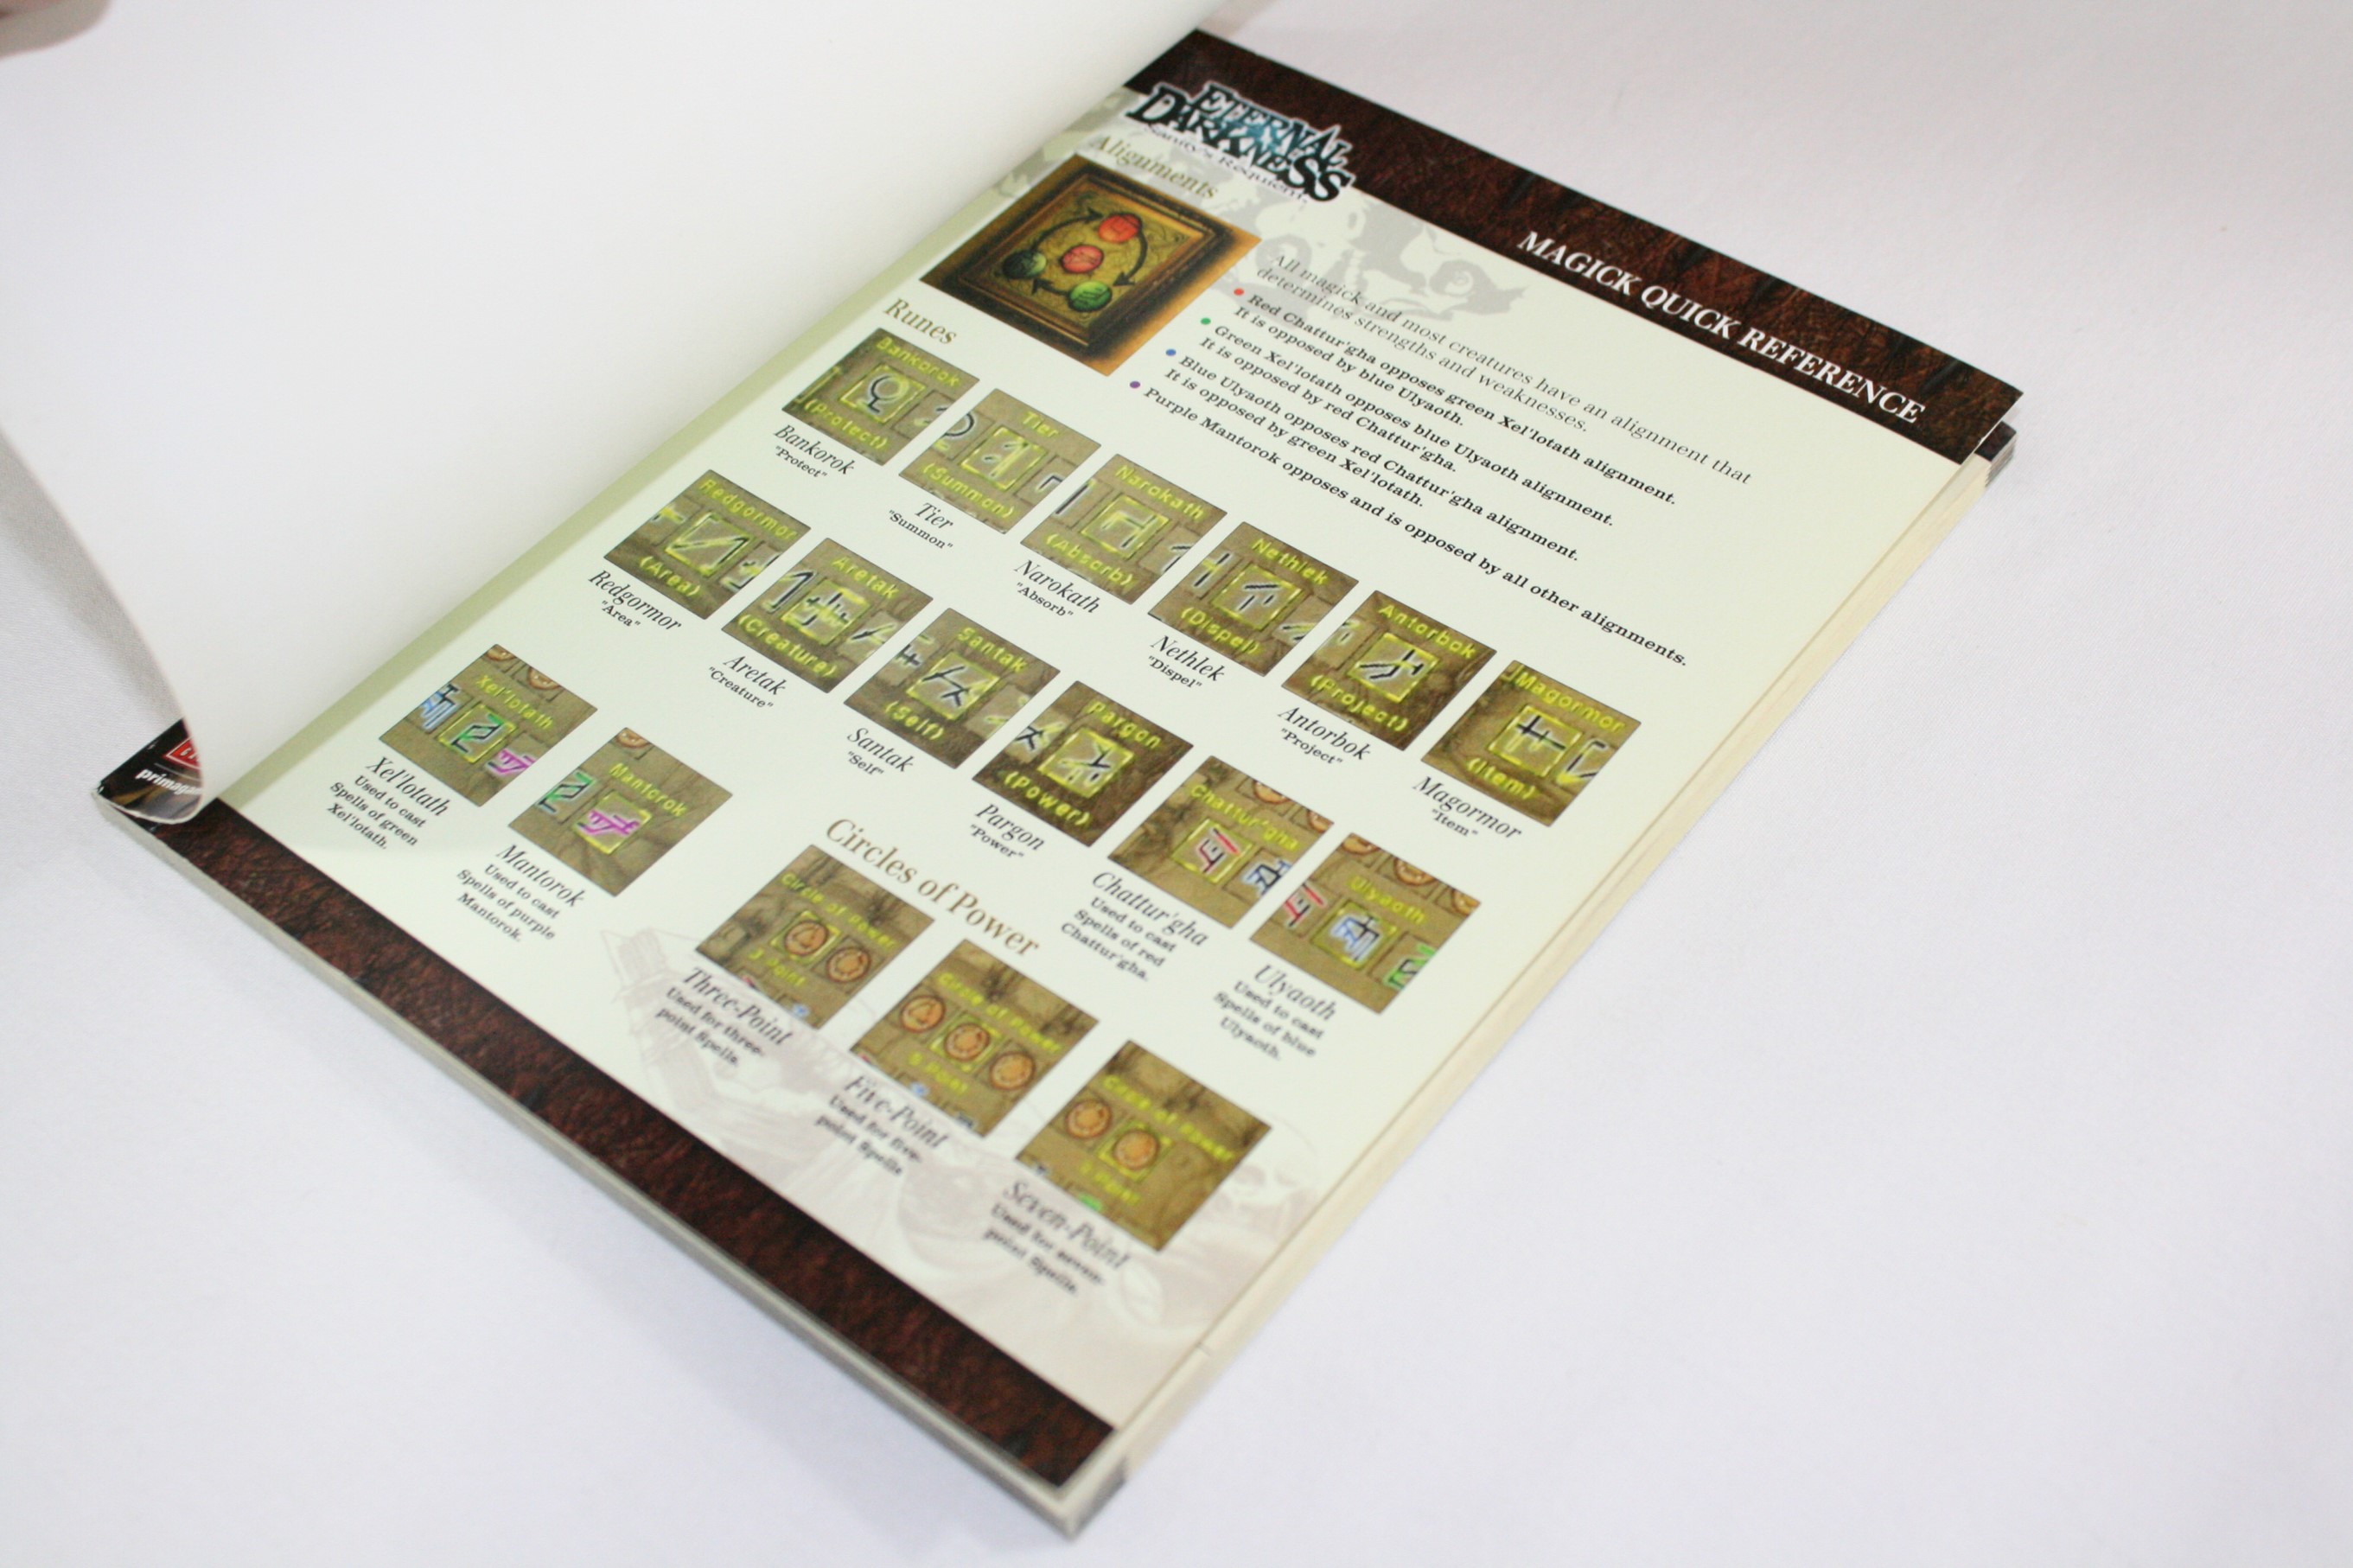 ETERNAL
DARKNESS
Sanity's Requiem
MAGICK QUICK REFERENCE
Alignments
All magick and most creatures have an alignment that
determines strengths and weaknesses.
Red Chattur'gha opposes green Xel'lotath alignment.
It is opposed by blue Ulyaoth.
Green Xel'lotath opposes blue Ulyaoth alignment.
It is opposed by red Chattur'gha.
Blue Ulyaoth opposes red Chattur'gha alignment.
It is opposed by green Xel'lotath.
Purple Mantorok opposes and is opposed by all other alignments.
Runes
Bankorok
(Protect)
Bankorok
"Protect"
Tier
(Summon)
Tier
"Summon"
Narokath
(Absorb)
Narokath
"Absorb"
Nethlek
(Dispel)
Nethlek
"Dispel"
Antorbok
(Project)
Antorbok
"Project"
Magormor
(Item)
Magormor
"Item"
Redgormor
(Area)
Redgormor
"Area"
Aretak
(Creature)
Aretak
"Creature"
Santak
(Self)
Santak
"Self"
Pargon
(Power)
Pargon
"Power"
Chattur'gha
Chattur'gha
Used to cast
Spells of red
Chattur'gha.
Ulyaoth
Ulyaoth
Used to cast
Spells of blue
Ulyaoth.
Xel'lotath
Xel'lotath
Used to cast
Spells of green
Xel'lotath.
Mantorok
Mantorok
Used to cast
Spells of purple
Mantorok.
Circles of Power
Circle of Power
3 Point
Three-Point
Used for three-
point Spells.
Circle of Power
5 Point
Five-Point
Used for five-
point Spells
Circle of Power
Point
Seven-Point
Used for seven-
point Spells.